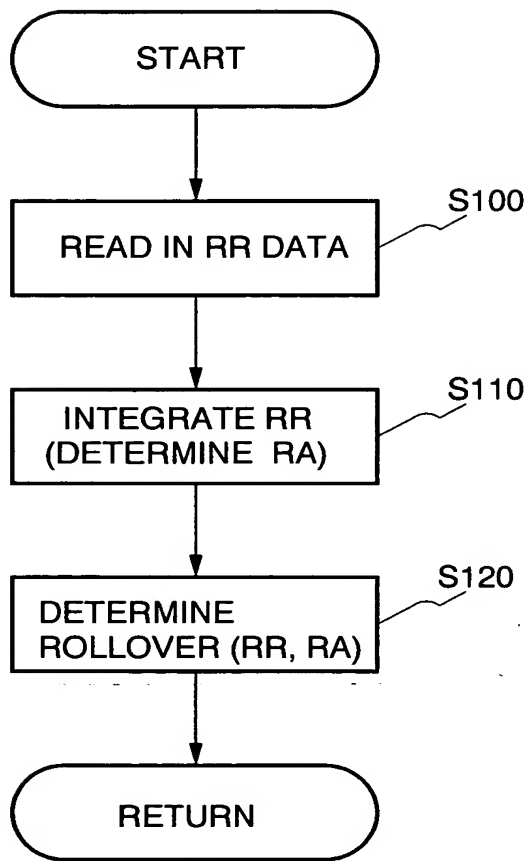 START
S100
READ IN RR DATA
S110
INTEGRATE RR
(DETERMINE RA)
S120
DETERMINE
ROLLOVER (RR, RA)
RETURN